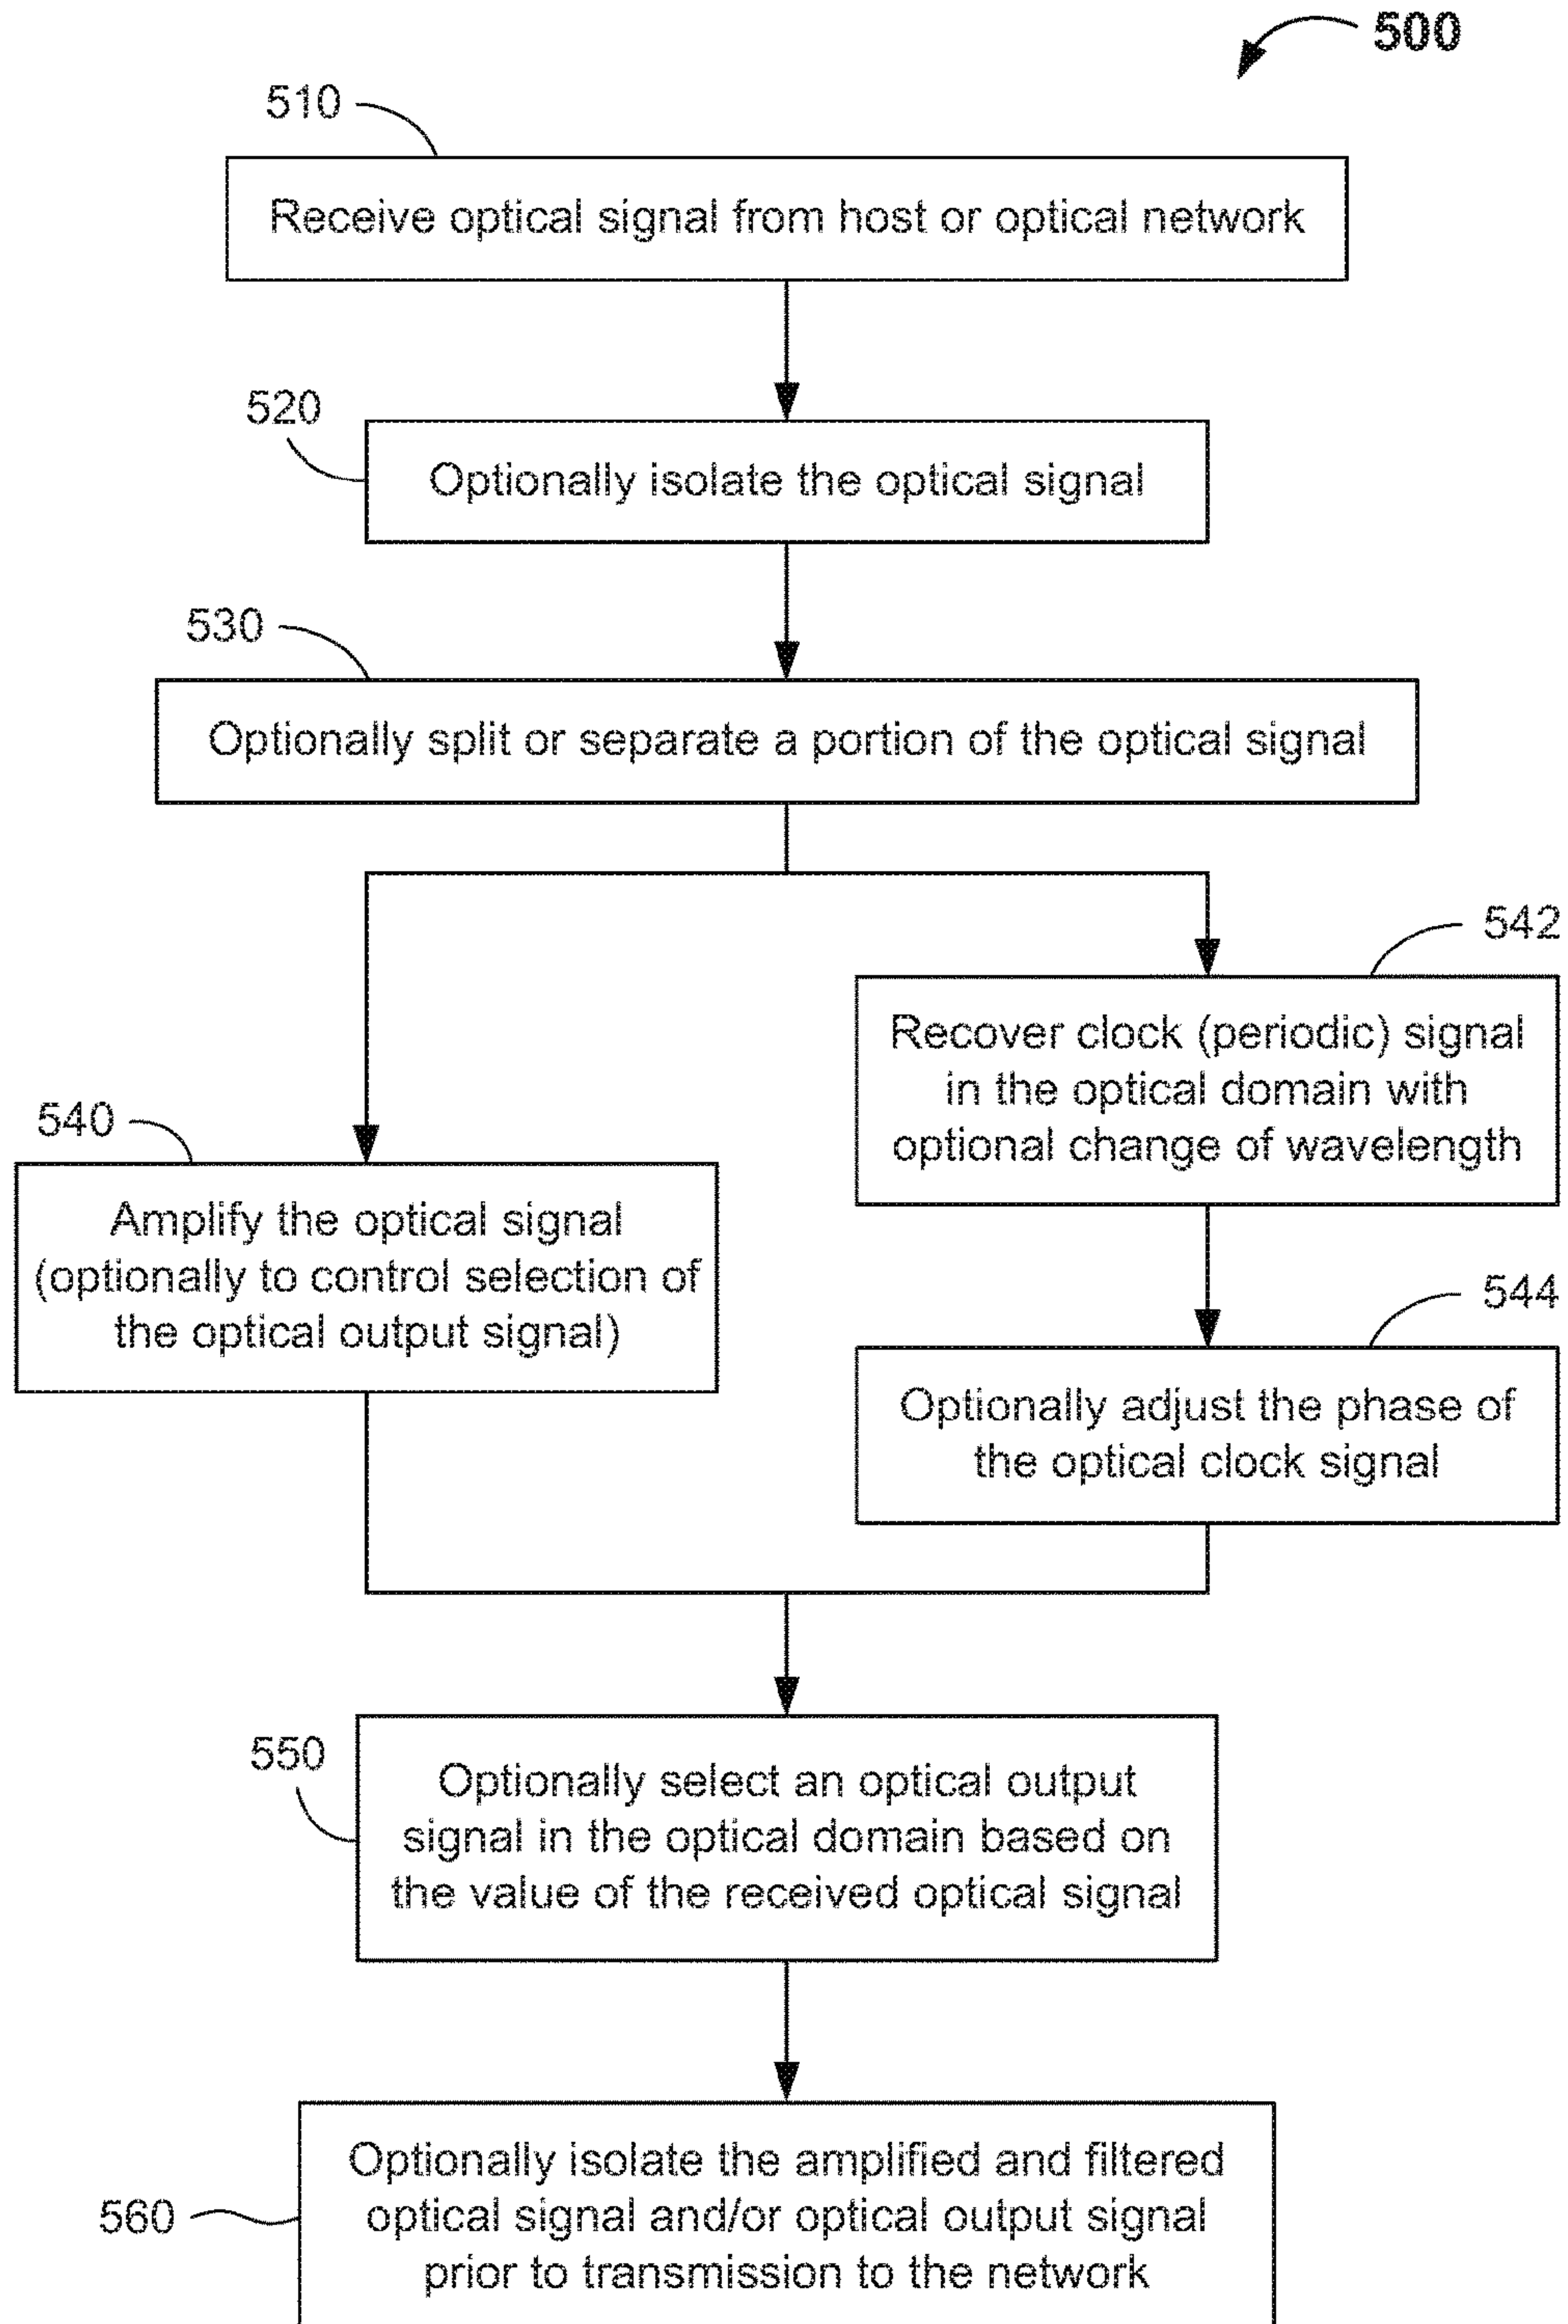 500
510
Receive optical signal from host or optical network
520
Optionally isolate the optical signal
530
Optionally split or separate a portion of the optical signal
542
Recover clock (periodic) signal
in the optical domain with
optional change of wavelength
540
Amplify the optical signal
(optionally to control selection of
the optical output signal)
544
Optionally adjust the phase of
the optical clock signal
550
Optionally select an optical output
signal in the optical domain based on
the value of the received optical signal
560
Optionally isolate the amplified and filtered
optical signal and/or optical output signal
prior to transmission to the network